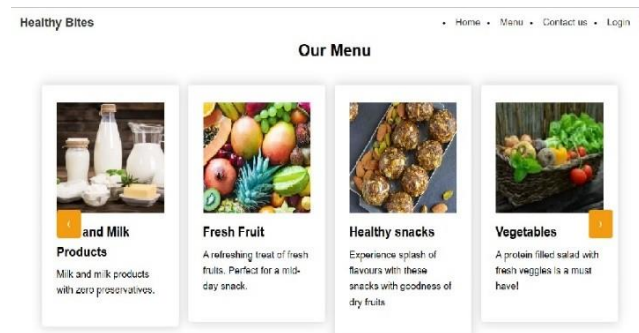 Healthy Bites
• Home • Menu • Contact us • Login
Our Menu
and Milk
Products
Milk and milk products
with zero preservatives.
Fresh Fruit
A refreshing treat of fresh
fruits. Perfect for a mid-
day snack.
Healthy snacks
Experience splash of
flavours with these
snacks with goodness of
dry fruits
Vegetables
A protein filled salad with
fresh veggies is a must
have!